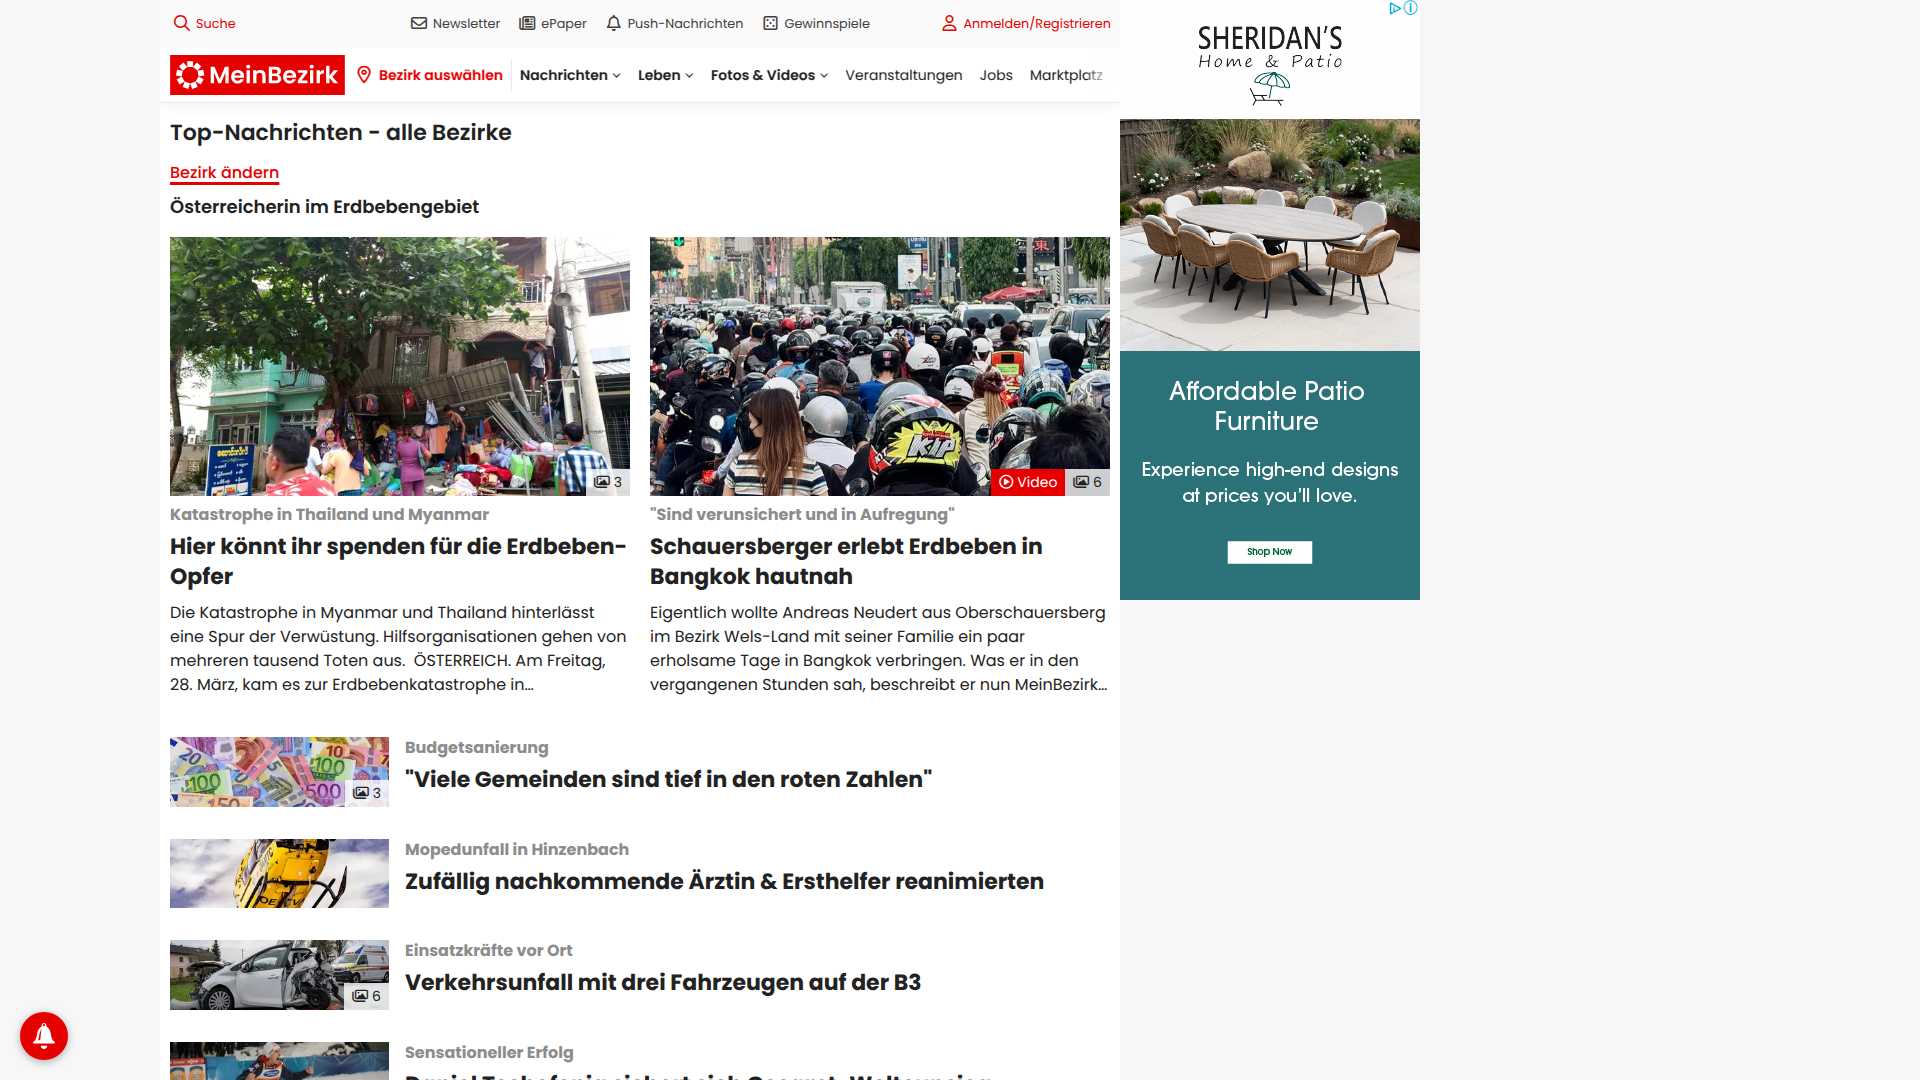 Suche
Newsletter
ePaper
Push-Nachrichten
Gewinnspiele
Anmelden/Registrieren
MeinBezirk
Bezirk auswählen
Nachrichten
Leben
Fotos & Videos
Veranstaltungen
Jobs
Marktplatz
Top-Nachrichten - alle Bezirke
Bezirk ändern
Österreicherin im Erdbebengebiet
3
Katastrophe in Thailand und Myanmar
Hier könnt ihr spenden für die Erdbeben-
Opfer
Die Katastrophe in Myanmar und Thailand hinterlässt
eine Spur der Verwüstung. Hilfsorganisationen gehen von
mehreren tausend Toten aus. ÖSTERREICH. Am Freitag,
28. März, kam es zur Erdbebenkatastrophe in...
KiP
Video
6
"Sind verunsichert und in Aufregung"
Schauersberger erlebt Erdbeben in
Bangkok hautnah
Eigentlich wollte Andreas Neudert aus Oberschauersberg
im Bezirk Wels-Land mit seiner Familie ein paar
erholsame Tage in Bangkok verbringen. Was er in den
vergangenen Stunden sah, beschreibt er nun MeinBezirk...
3
Budgetsanierung
"Viele Gemeinden sind tief in den roten Zahlen"
Mopedunfall in Hinzenbach
Zufällig nachkommende Ärztin & Ersthelfer reanimierten
6
Einsatzkräfte vor Ort
Verkehrsunfall mit drei Fahrzeugen auf der B3
Sensationeller Erfolg
SHERIDAN'S
Home & Patio
Affordable Patio
Furniture
Experience high-end designs
at prices you'll love.
Shop Now